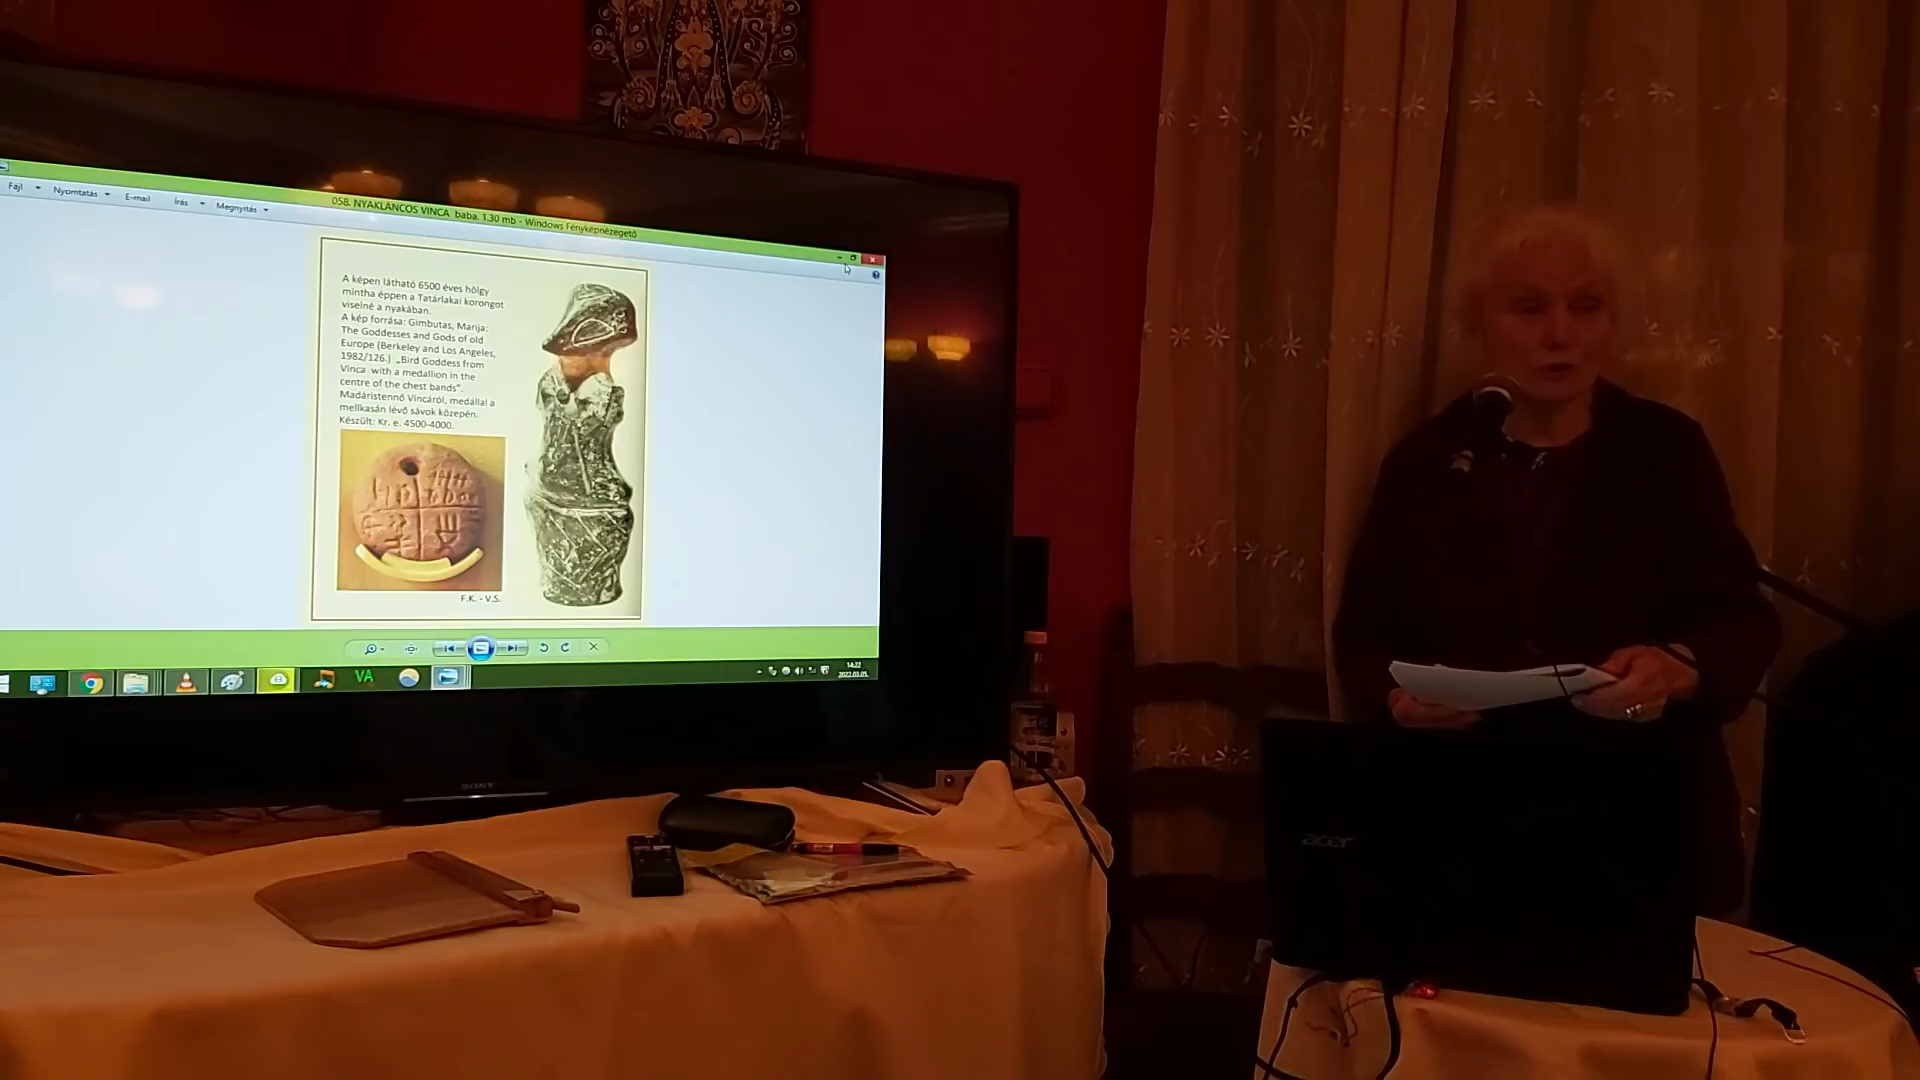 Fájl
Nyomtatás
E-mail
Írás
Megnyitás
058. NYAKLÁNCOS VINCA baba. 1.30 mb - Windows Fényképnézegető
A képen látható 6500 éves hölgy
mintha éppen a Tatárlakai korongot
viselné a nyakában.
A kép forrása: Gimbutas, Marija:
The Goddesses and Gods of old
Europe (Berkeley and Los Angeles,
1982/126.) „Bird Goddess from
Vinca with a medallion in the
centre of the chest bands”.
Madáristennő Vincáról, medállal a
mellkasán lévő sávok közepén.
Készült: Kr. e. 4500-4000.
F.K. - V.S.
VA
14:22
2022.03.05.
SONY
acer